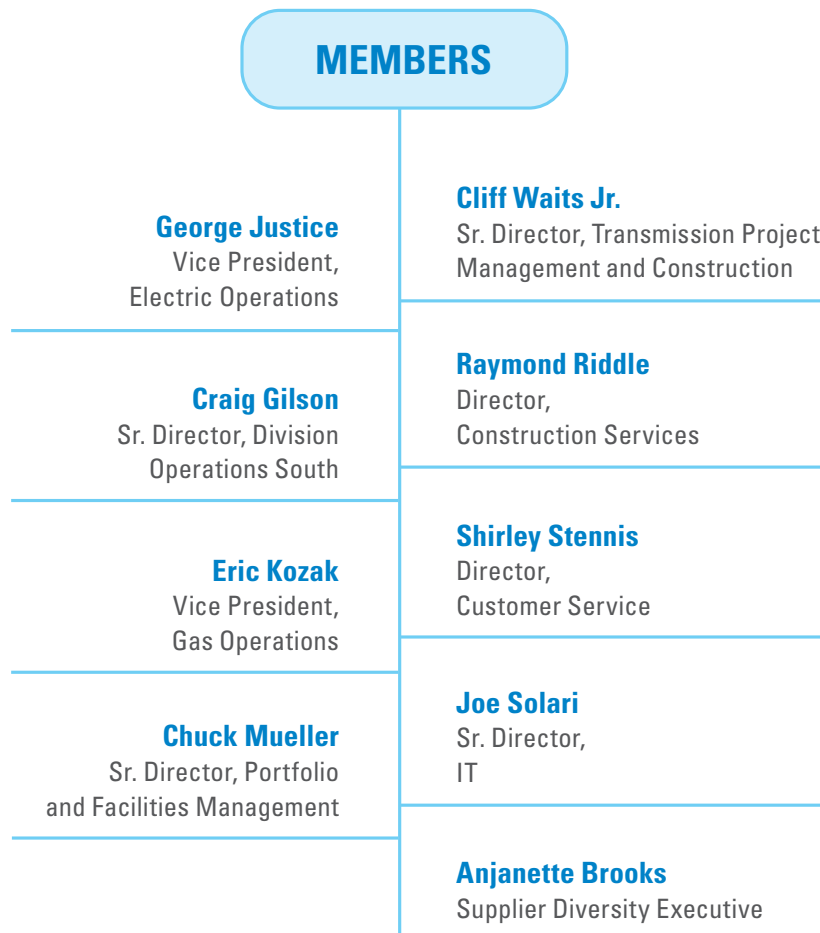 MEMBERS
George Justice
Vice President,
Electric Operations
Craig Gilson
Sr. Director, Division
Operations South
Eric Kozak
Vice President,
Gas Operations
Chuck Mueller
Sr. Director, Portfolio
and Facilities Management
Cliff Waits Jr.
Sr. Director, Transmission Project
Management and Construction
Raymond Riddle
Director,
Construction Services
Shirley Stennis
Director,
Customer Service
Joe Solari
Sr. Director,
IT
Anjanette Brooks
Supplier Diversity Executive